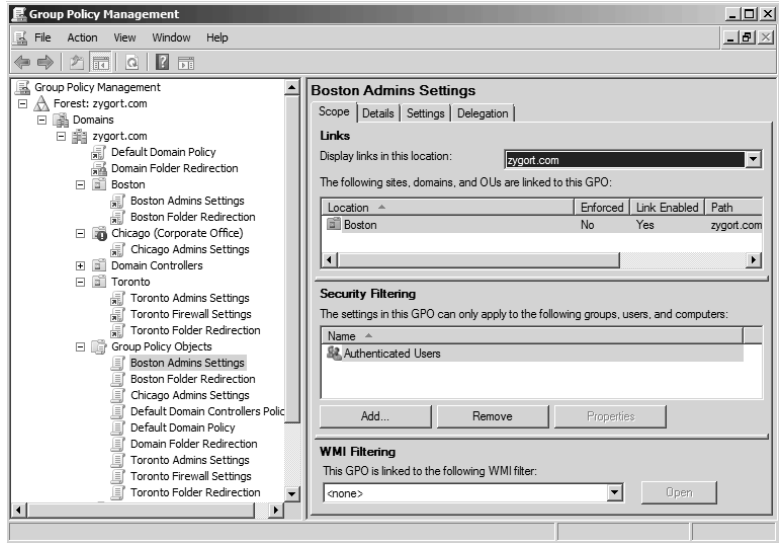 Group Policy Management
File Action View Window Help
Group Policy Management
Forest: zygort.com
Domains
zygort.com
Default Domain Policy
Domain Folder Redirection
Boston
Boston Admins Settings
Boston Folder Redirection
Chicago (Corporate Office)
Chicago Admins Settings
Domain Controllers
Toronto
Toronto Admins Settings
Toronto Firewall Settings
Toronto Folder Redirection
Group Policy Objects
Boston Admins Settings
Boston Folder Redirection
Chicago Admins Settings
Default Domain Controllers Polic
Default Domain Policy
Domain Folder Redirection
Toronto Admins Settings
Toronto Firewall Settings
Toronto Folder Redirection
Boston Admins Settings
Scope Details Settings Delegation
Links
Display links in this location: zygort.com
The following sites, domains, and OUs are linked to this GPO:
Location Enforced Link Enabled Path
Boston No Yes zygort.com
Security Filtering
The settings in this GPO can only apply to the following groups, users, and computers:
Name
Authenticated Users
Add... Remove Properties
WMI Filtering
This GPO is linked to the following WMI filter:
<none> Open